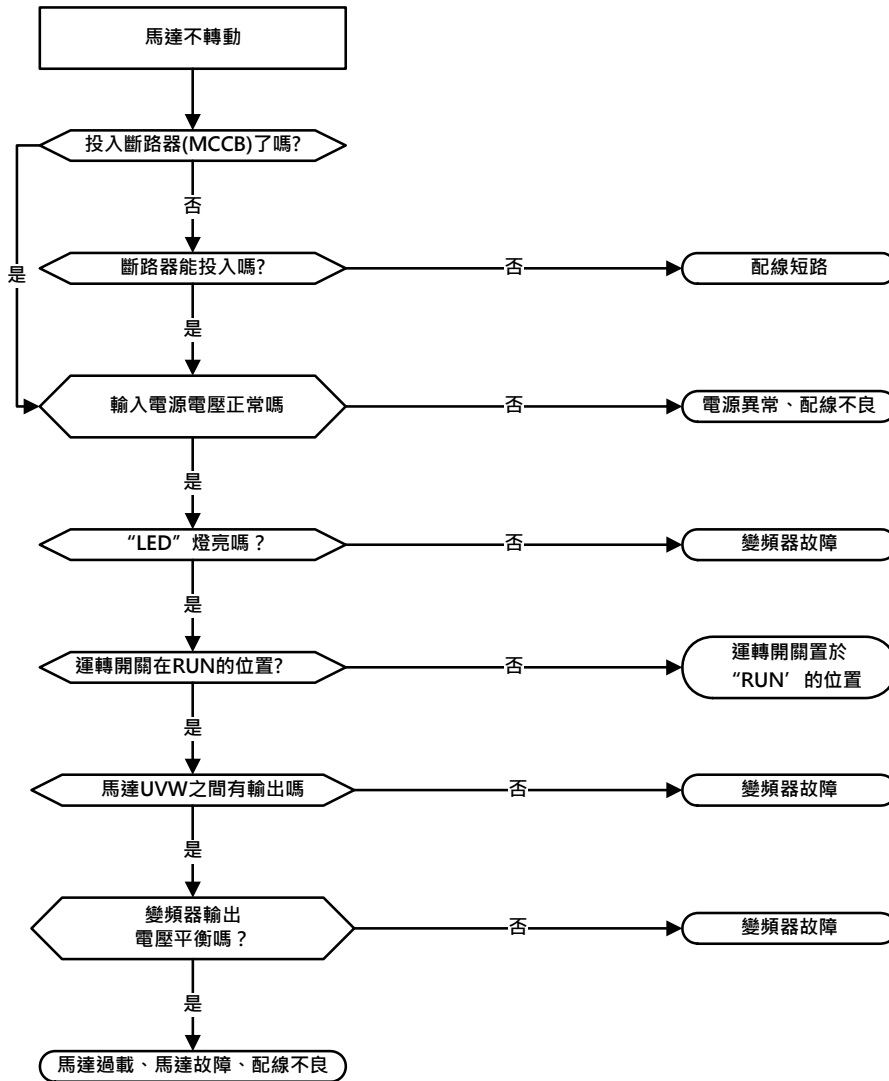 馬達不轉動
投入斷路器(MCCB)了嗎?
否
是
斷路器能投入嗎?
否
配線短路
是
輸入電源電壓正常嗎
否
電源異常、配線不良
是
“LED”燈亮嗎？
否
變頻器故障
是
運轉開關在RUN的位置?
否
運轉開關置於
“RUN’的位置
是
馬達UVW之間有輸出嗎
否
變頻器故障
是
變頻器輸出
電壓平衡嗎？
否
變頻器故障
是
馬達過載、馬達故障、配線不良